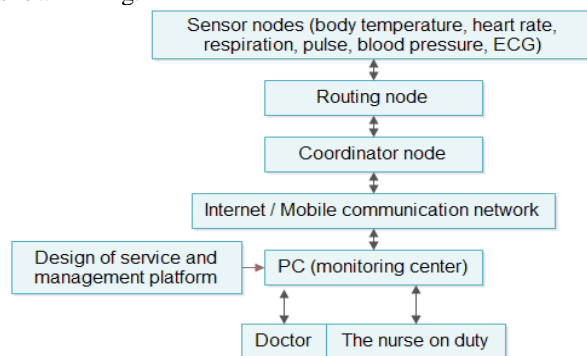 Sensor nodes (body temperature, heart rate,
respiration, pulse, blood pressure, ECG)
Routing node
Coordinator node
Internet / Mobile communication network
Design of service and
management platform
PC (monitoring center)
Doctor
The nurse on duty